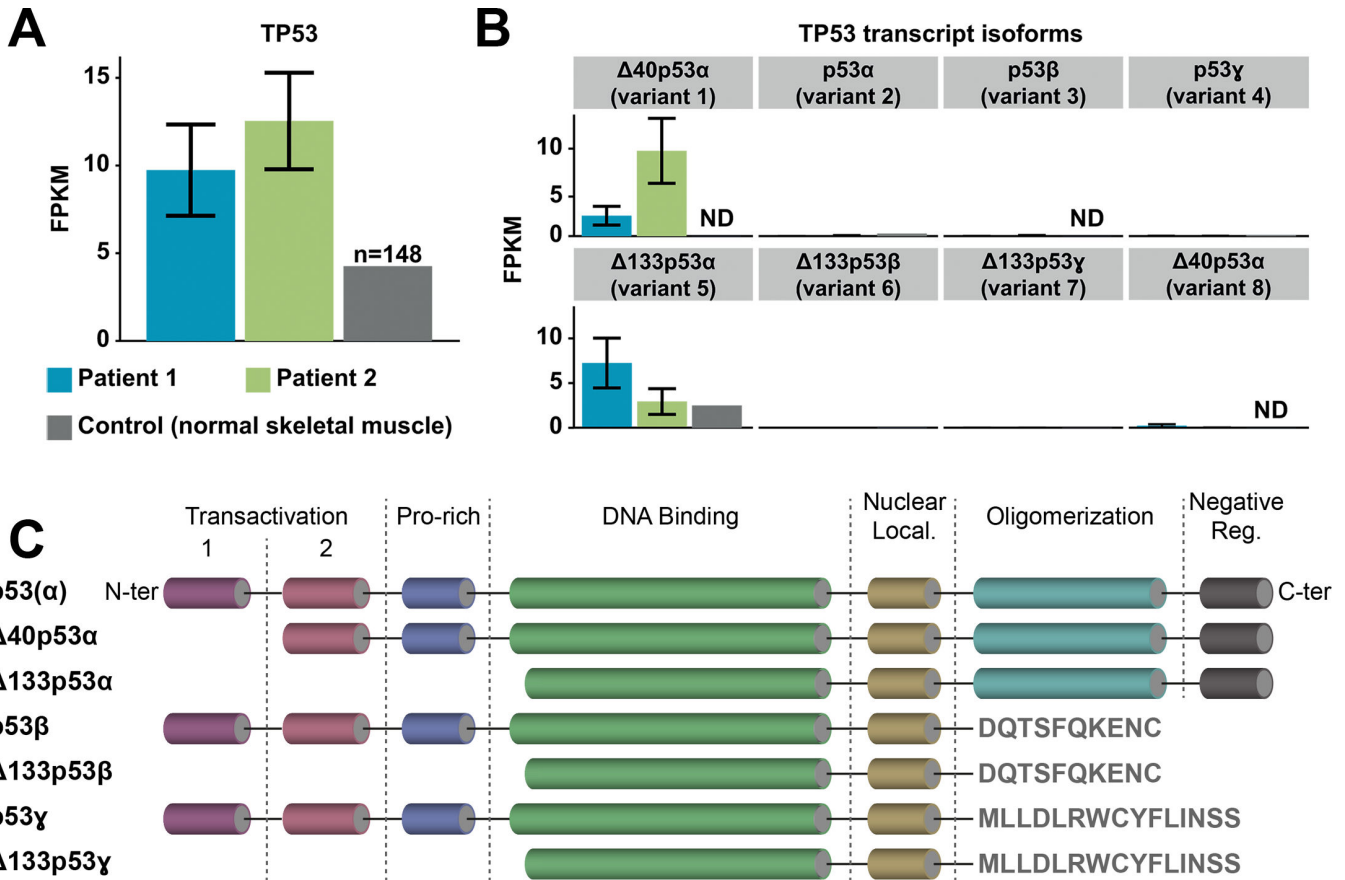 A
TP53
FPKM
15
10
5
0
n=148
Patient 1
Patient 2
Control (normal skeletal muscle)
B
TP53 transcript isoforms
FPKM
Δ40p53α
(variant 1)
p53α
(variant 2)
p53β
(variant 3)
p53ɣ
(variant 4)
10
5
0
ND
ND
Δ133p53α
(variant 5)
Δ133p53β
(variant 6)
Δ133p53ɣ
(variant 7)
Δ40p53α
(variant 8)
10
5
0
ND
C
Transactivation
1 2
Pro-rich
DNA Binding
Nuclear
Local.
Oligomerization
Negative
Reg.
p53(α) N-ter C-ter
Δ40p53α
Δ133p53α
p53β DQTSFQKENC
Δ133p53β DQTSFQKENC
p53ɣ MLLDLRWCYFLINSS
Δ133p53ɣ MLLDLRWCYFLINSS